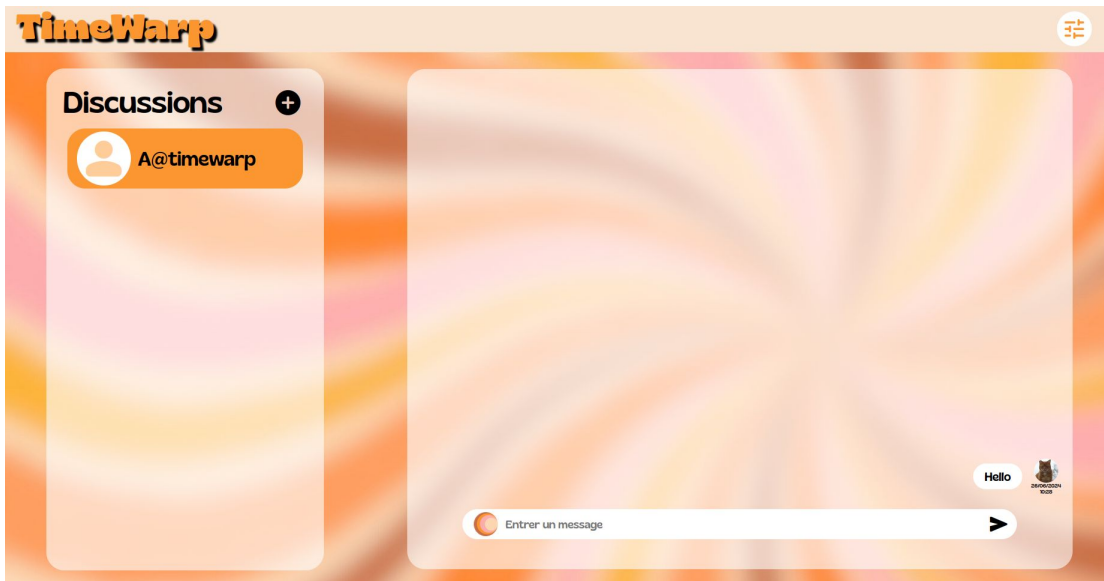 TimeWarp
Discussions
A@timewarp
Hello
26/06/2024
10:28
Entrer un message